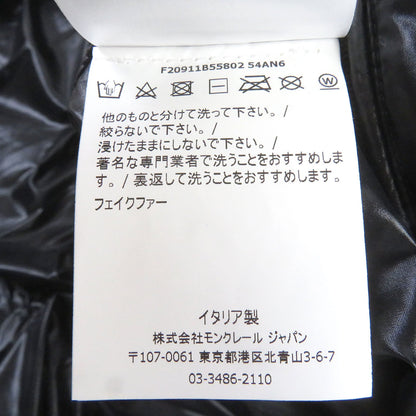 F20911B55802 54AN6
他のものと分けて洗って下さい。/
絞らないで下さい。/
浸けたままにしないで下さい。/
著名な専門業者で洗うことをおすすめしま
す。/ 裏返して洗うことをおすすめします。
フェイクファー
イタリア製
株式会社モンクレール ジャパン
〒107-0061 東京都港区北青山3-6-7
03-3486-2110